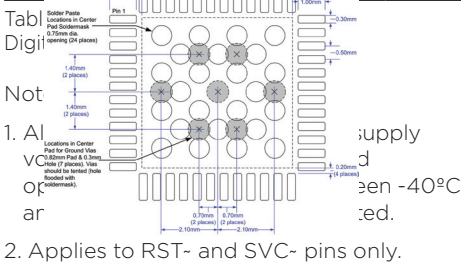 Solder Paste
Locations in Center
Pad Soldermask
0.75mm dia.
opening (24 places)
Pin 1
1.00mm
0.30mm
0.50mm
1.40mm
(2 places)
1.40mm
(2 places)
Locations in Center
Pad for Ground Vias
0.82mm Pad & 0.3mm
Hole (7 places). Vias
should be tented (hole
flooded with
soldermask).
0.20mm
(4 places)
0.70mm 0.70mm
(2 places) (2 places)
2.10mm 2.10mm
Tabl
Digit
Not
1. Al supply
vo d
op een -40ºC
an ted.
2. Applies to RST~ and SVC~ pins only.